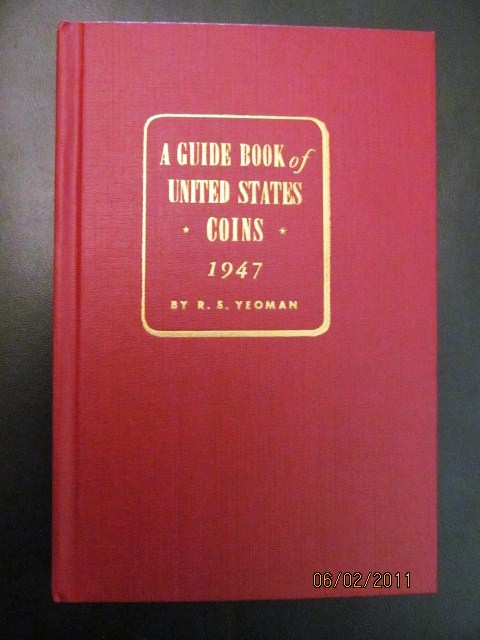 A GUIDE BOOK of
UNITED STATES
COINS
1947
BY R. S. YEOMAN
06/02/2011